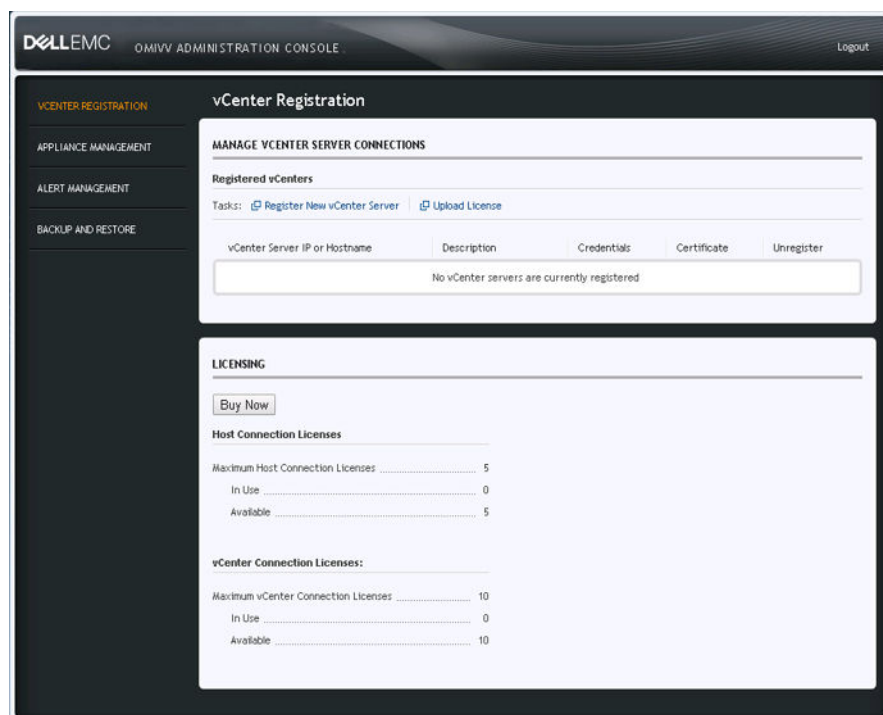 DELLEMC OMIVV ADMINISTRATION CONSOLE Logout
VCENTER REGISTRATION
APPLIANCE MANAGEMENT
ALERT MANAGEMENT
BACKUP AND RESTORE
vCenter Registration
MANAGE VCENTER SERVER CONNECTIONS
Registered vCenters
Tasks: Register New vCenter Server Upload License
vCenter Server IP or Hostname Description Credentials Certificate Unregister
No vCenter servers are currently registered
LICENSING
Buy Now
Host Connection Licenses
Maximum Host Connection Licenses 5
In Use 0
Available 5
vCenter Connection Licenses:
Maximum vCenter Connection Licenses 10
In Use 0
Available 10